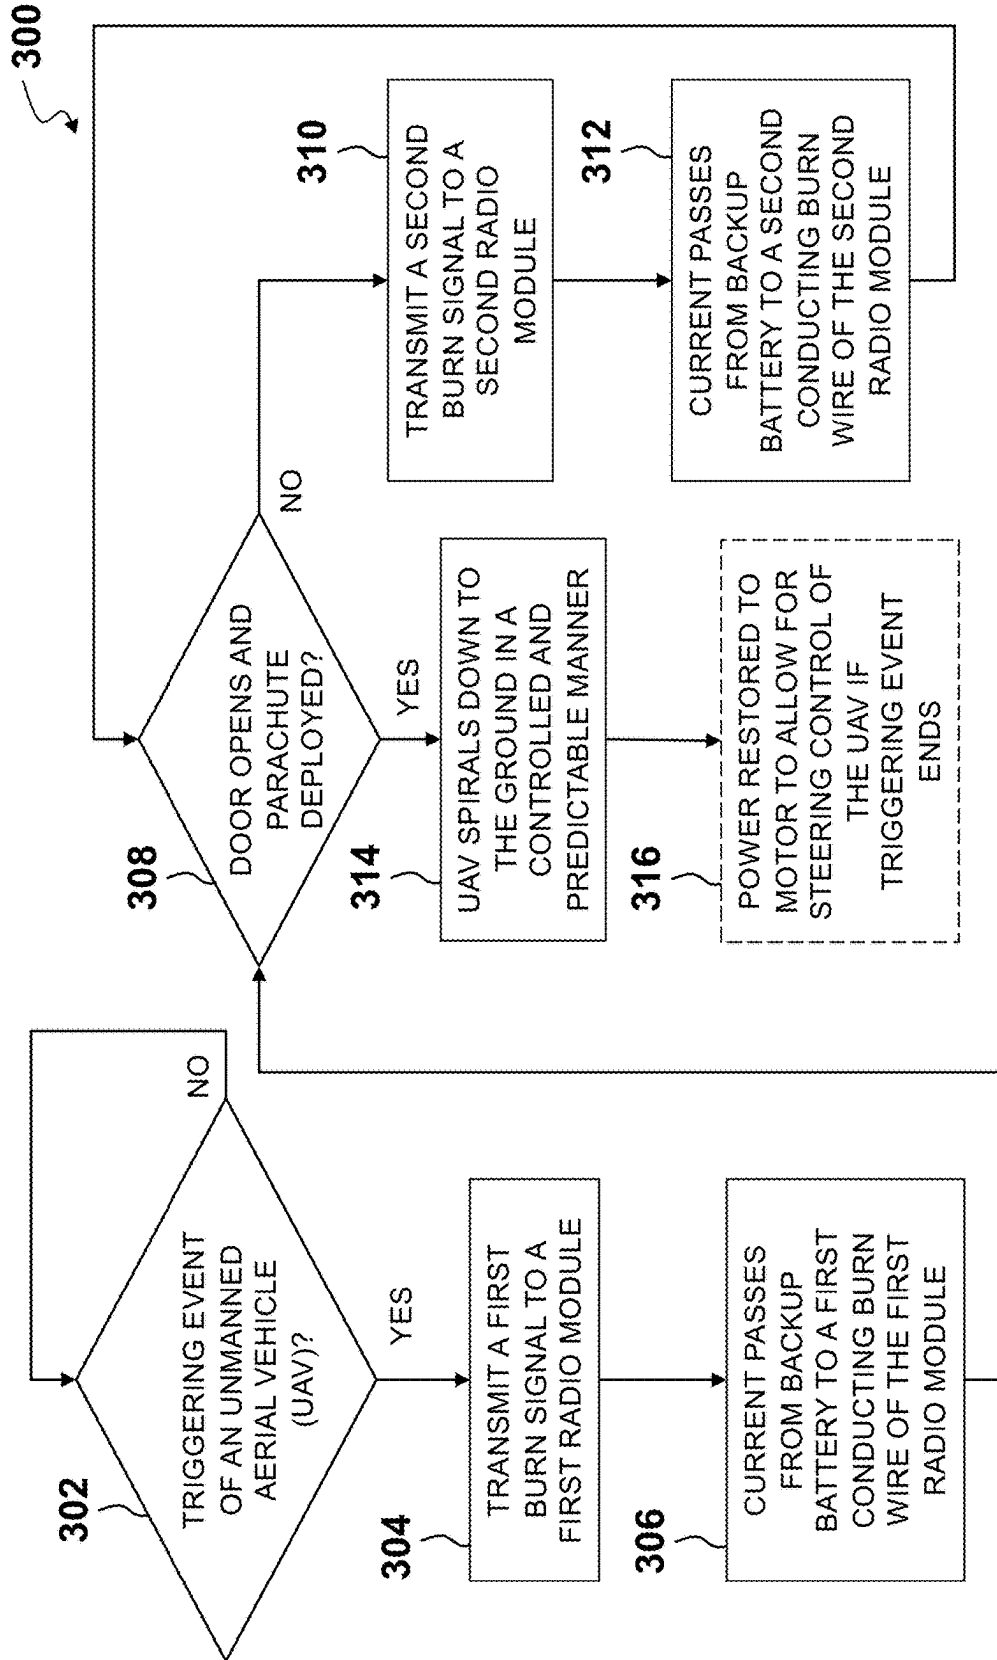 300
302
TRIGGERING EVENT
OF AN UNMANNED
AERIAL VEHICLE
(UAV)?
NO
YES
304
TRANSMIT A FIRST
BURN SIGNAL TO A
FIRST RADIO MODULE
306
CURRENT PASSES
FROM BACKUP
BATTERY TO A FIRST
CONDUCTING BURN
WIRE OF THE FIRST
RADIO MODULE
308
DOOR OPENS AND
PARACHUTE
DEPLOYED?
NO
YES
310
TRANSMIT A SECOND
BURN SIGNAL TO A
SECOND RADIO
MODULE
312
CURRENT PASSES
FROM BACKUP
BATTERY TO A SECOND
CONDUCTING BURN
WIRE OF THE SECOND
RADIO MODULE
314
UAV SPIRALS DOWN TO
THE GROUND IN A
CONTROLLED AND
PREDICTABLE MANNER
316
POWER RESTORED TO
MOTOR TO ALLOW FOR
STEERING CONTROL OF
THE UAV IF
TRIGGERING EVENT
ENDS